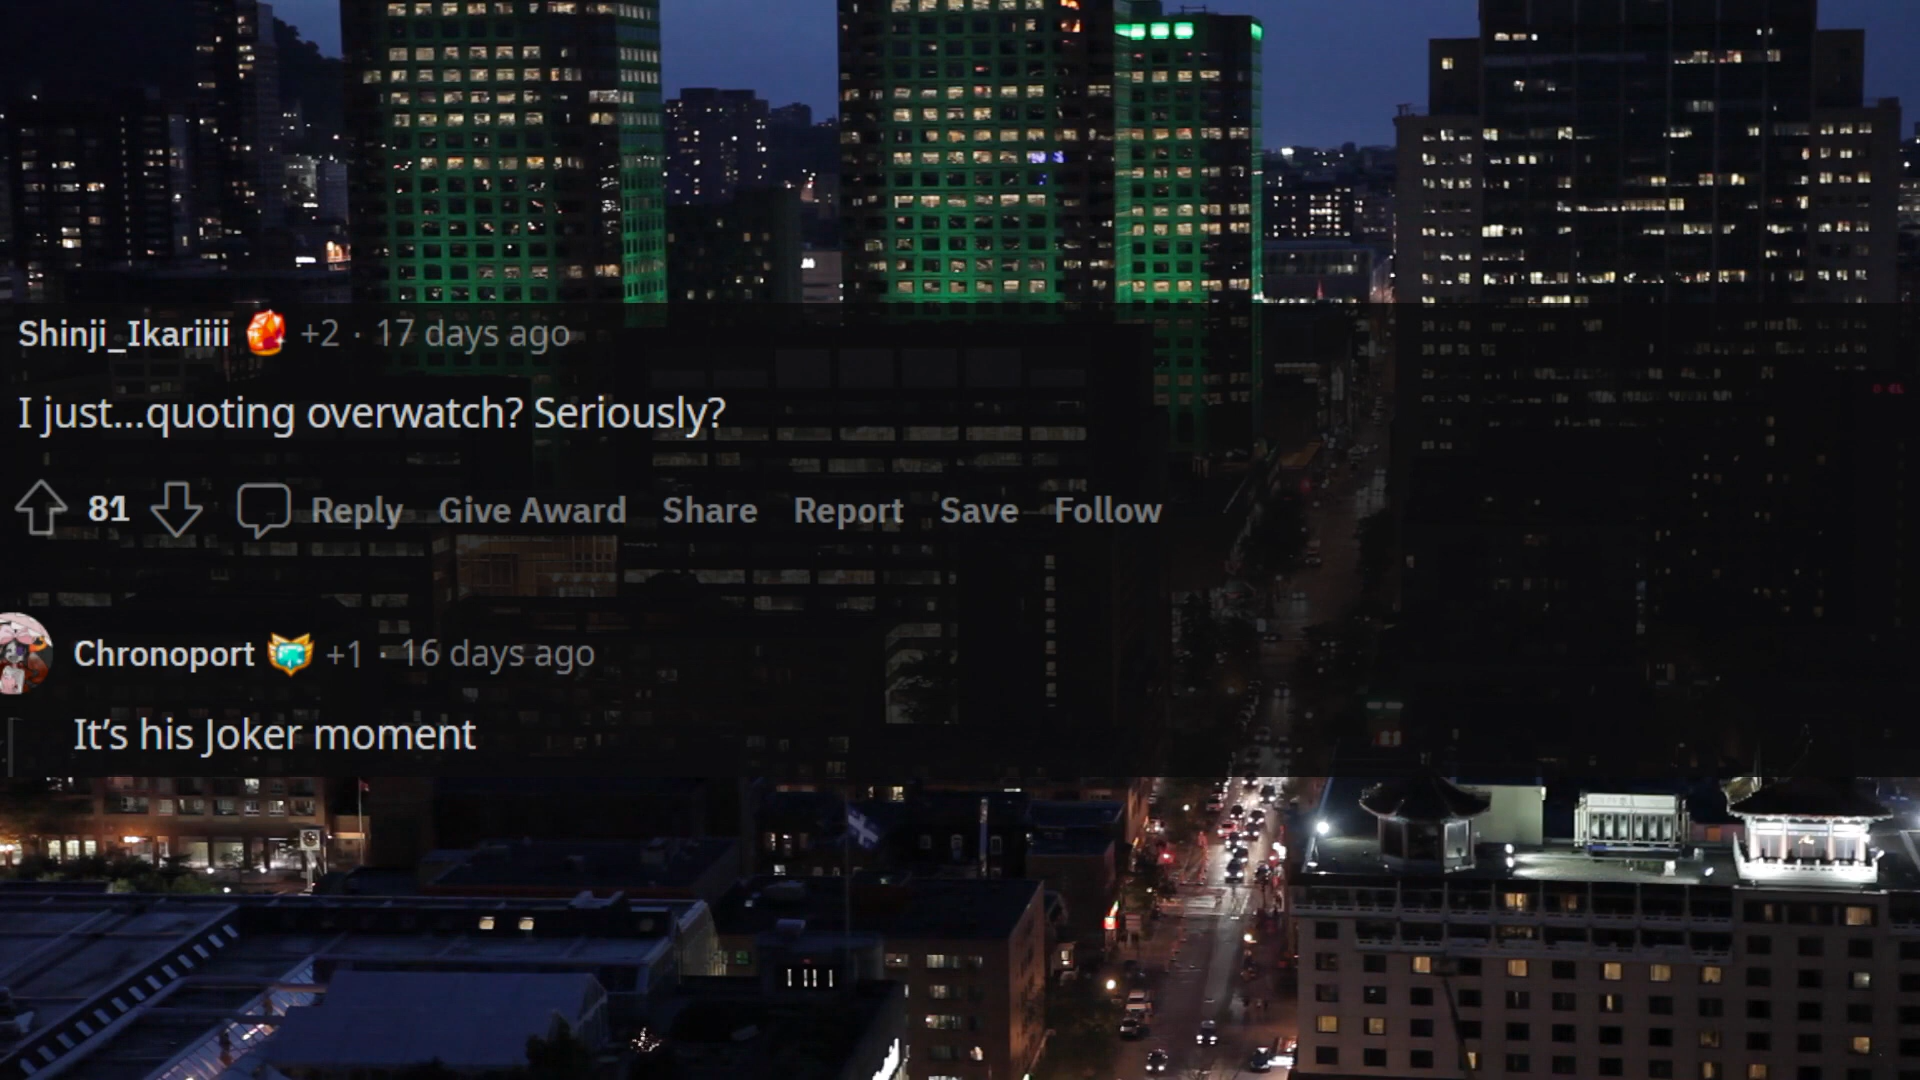 Shinji_Ikariiii +2 · 17 days ago
I just...quoting overwatch? Seriously?
81 Reply Give Award Share Report Save Follow
Chronoport +1 · 16 days ago
It's his Joker moment